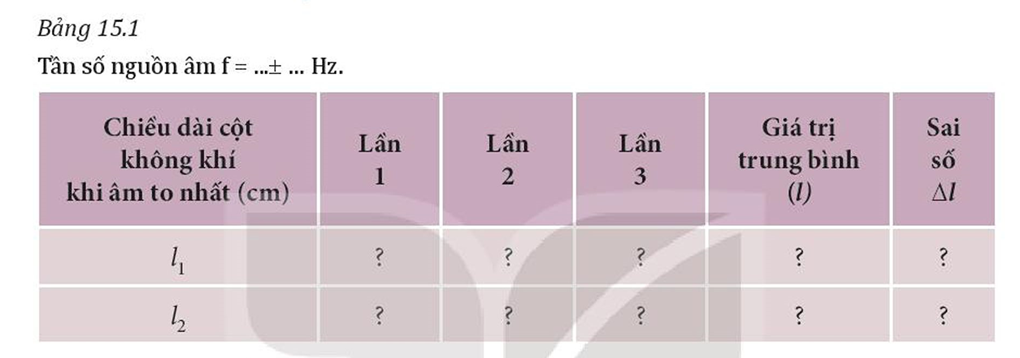 Bảng 15.1
Tần số nguồn âm f = ...± ... Hz.
Chiều dài cột không khí khi âm to nhất (cm) Lần 1 Lần 2 Lần 3 Giá trị trung bình (l) Sai số Δl
l₁ ? ? ? ? ?
l₂ ? ? ? ? ?